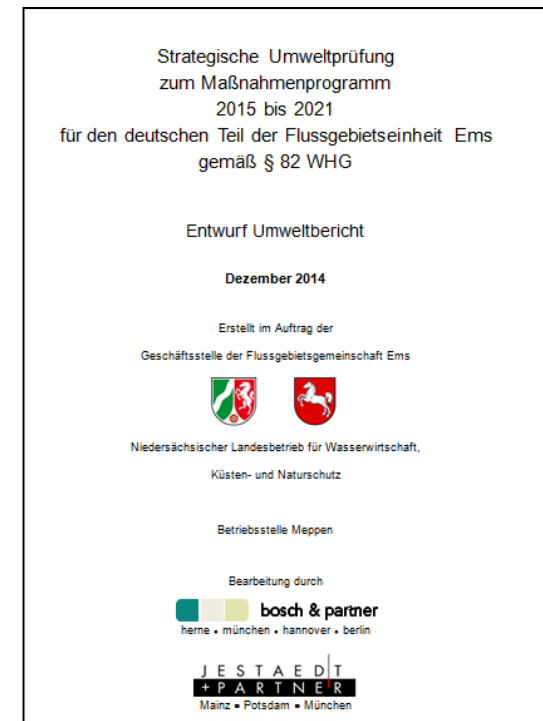 Strategische Umweltprüfung
zum Maßnahmenprogramm
2015 bis 2021
für den deutschen Teil der Flussgebietseinheit Ems
gemäß § 82 WHG
Entwurf Umweltbericht
Dezember 2014
Erstellt im Auftrag der
Geschäftsstelle der Flussgebietsgemeinschaft Ems
Niedersächsischer Landesbetrieb für Wasserwirtschaft,
Küsten- und Naturschutz
Betriebsstelle Meppen
Bearbeitung durch
bosch & partner
herne • münchen • hannover • berlin
JESTAEDT
+PARTNER
Mainz • Potsdam • München